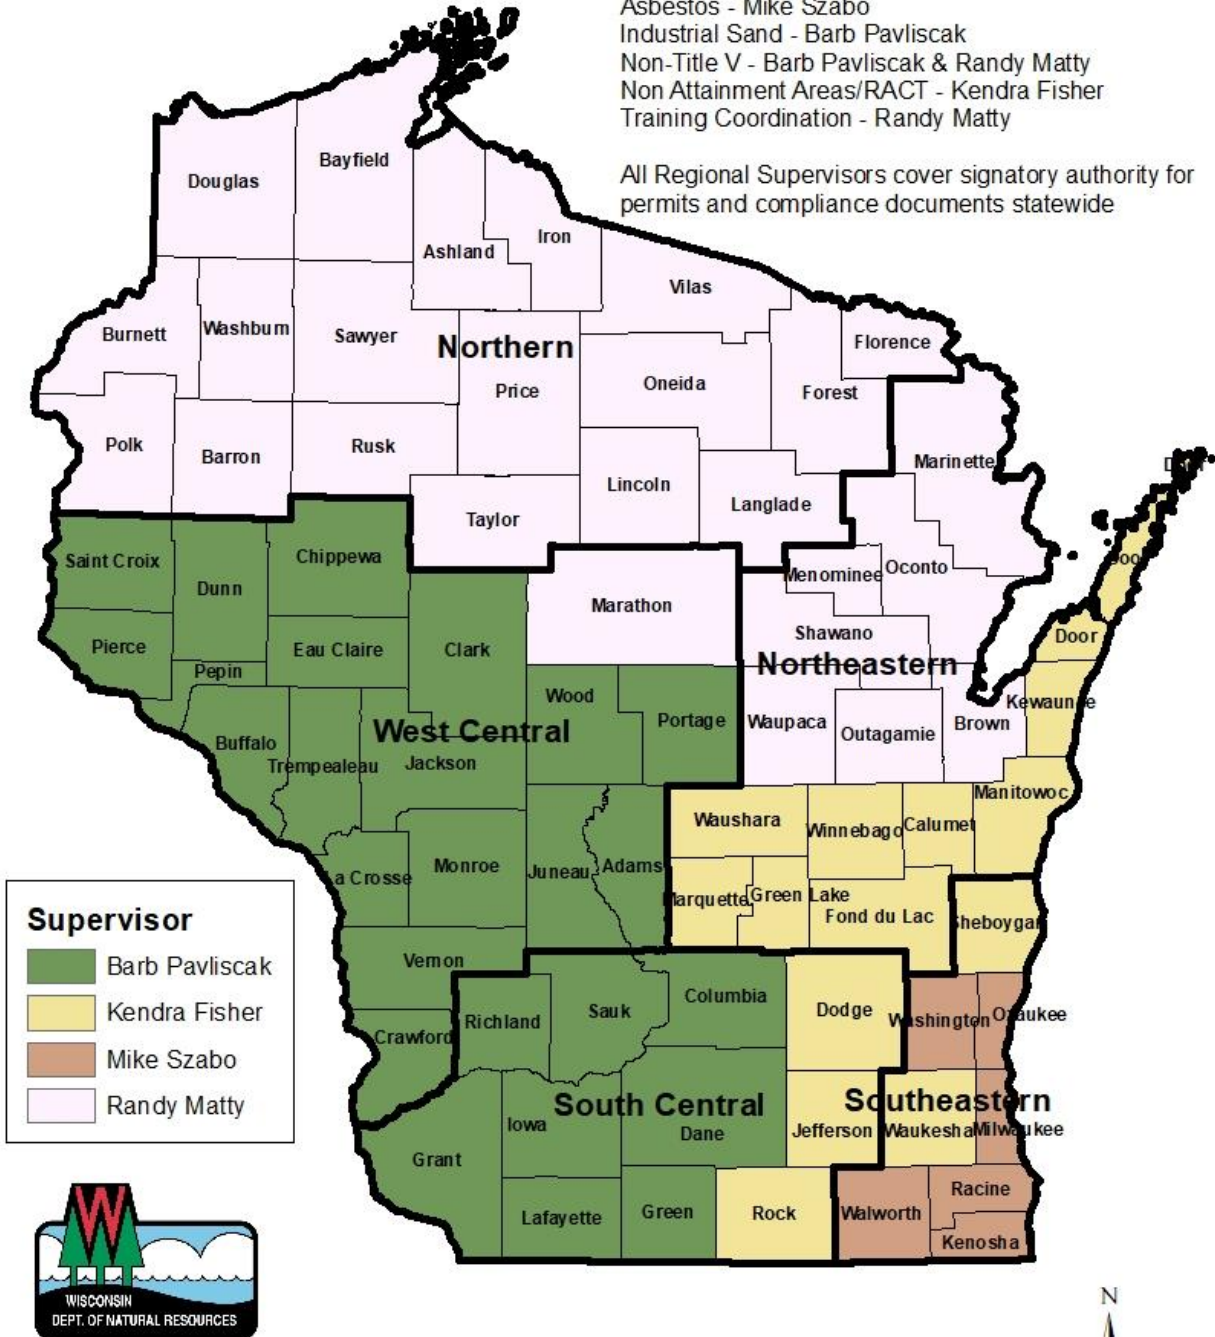 Asbestos - Mike Szabo
Industrial Sand - Barb Pavliscak
Non-Title V - Barb Pavliscak & Randy Matty
Non Attainment Areas/RACT - Kendra Fisher
Training Coordination - Randy Matty
All Regional Supervisors cover signatory authority for
permits and compliance documents statewide
Bayfield
Douglas
Iron
Ashland
Vilas
Burnett
Washburn
Sawyer
Northern
Florence
Price
Oneida
Forest
Polk
Barron
Rusk
Marinette
Lincoln
Langlade
Taylor
Saint Croix
Chippewa
Dunn
Menominee
Oconto
Door
Marathon
Shawano
Door
Pierce
Eau Claire
Clark
Pepin
Northeastern
Wood
Kewaunee
Portage
Waupaca
Brown
Outagamie
West Central
Buffalo
Trempealeau
Jackson
Manitowoc
Waushara
Winnebago
Calumet
Monroe
Juneau
Adams
a Crosse
Marquette
Green Lake
Fond du Lac
Sheboygan
Supervisor
Barb Pavliscak
Kendra Fisher
Mike Szabo
Randy Matty
Vernon
Columbia
Richland
Sauk
Dodge
Washington
Ozaukee
Crawford
South Central
Southeastern
Iowa
Dane
Jefferson
Waukesha
Milwaukee
Grant
Lafayette
Green
Rock
Walworth
Racine
Kenosha
W
WISCONSIN
DEPT. OF NATURAL RESOURCES
N